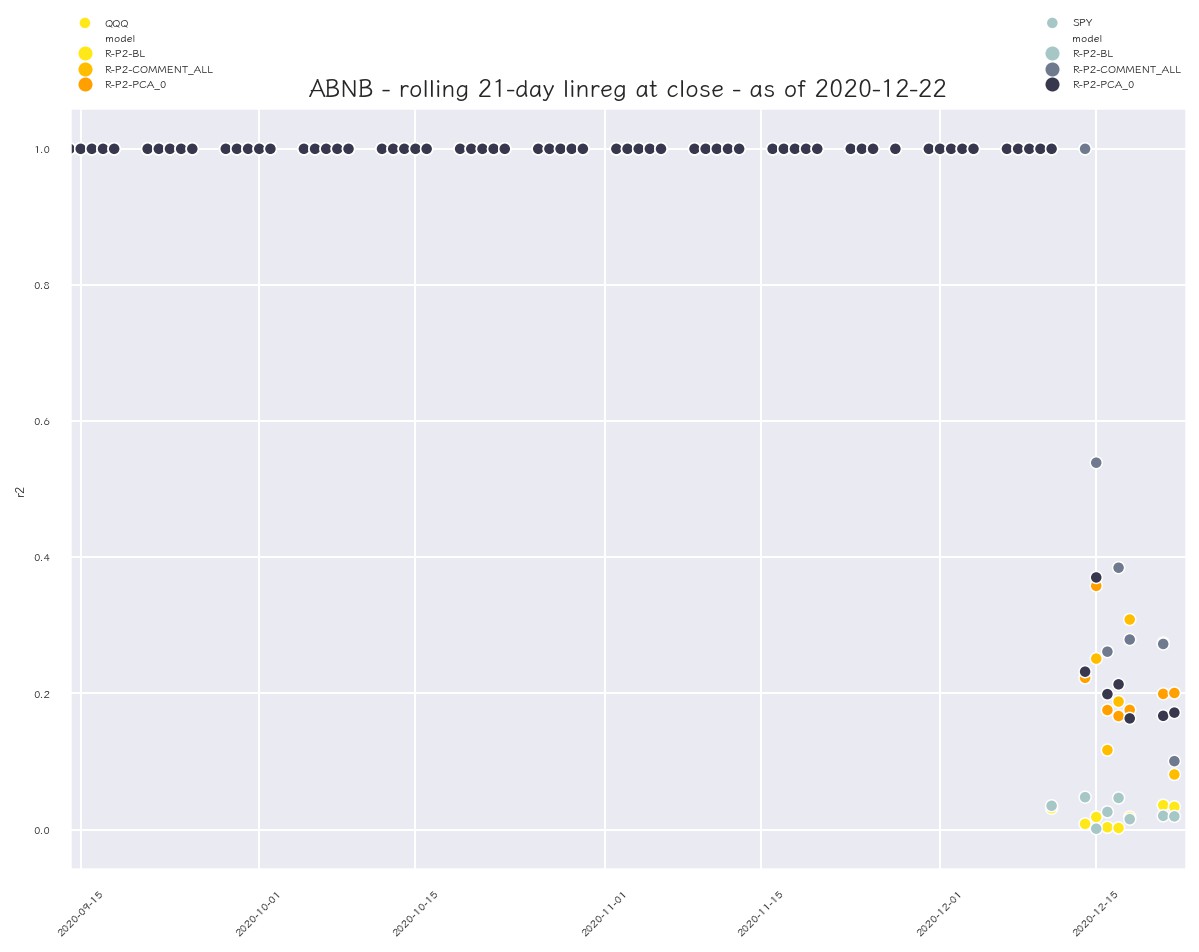 QQQ
model
R-P2-BL
R-P2-COMMENT_ALL
R-P2-PCA_0
SPY
model
R-P2-BL
R-P2-COMMENT_ALL
R-P2-PCA_0
ABNB - rolling 21-day linreg at close - as of 2020-12-22
1.0
0.8
0.6
0.4
0.2
0.0
r2
2020-09-15
2020-10-01
2020-10-15
2020-11-01
2020-11-15
2020-12-01
2020-12-15